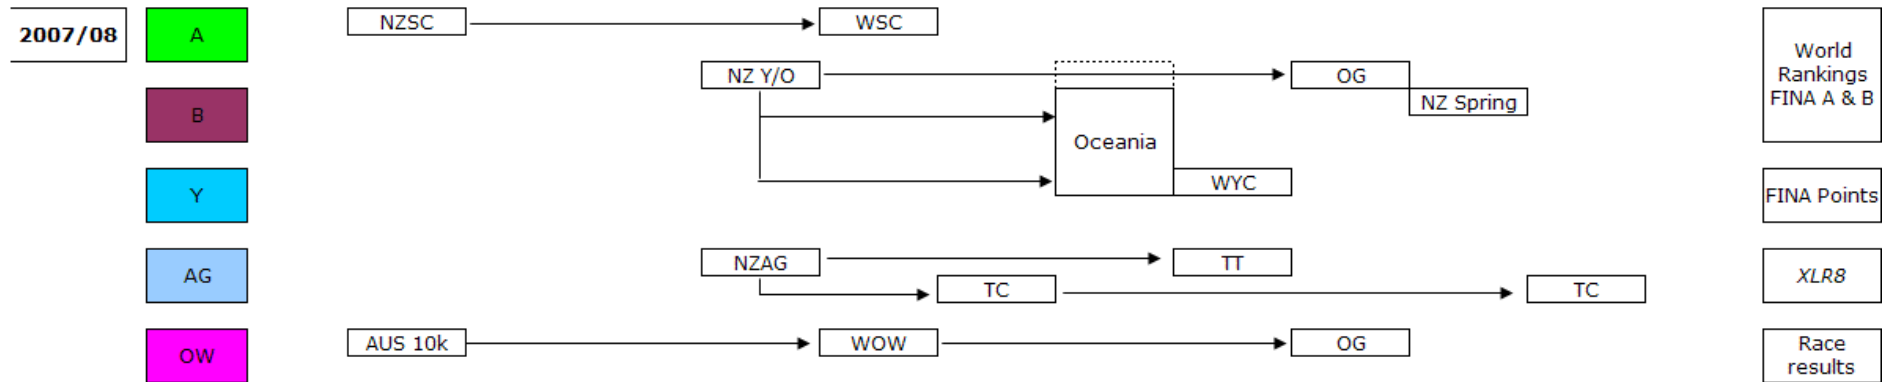 2007/08
A
NZSC
WSC
World
Rankings
FINA A & B
NZ Y/O
OG
B
NZ Spring
Oceania
Y
WYC
FINA Points
AG
NZAG
TT
XLR8
TC
TC
OW
AUS 10k
WOW
OG
Race
results